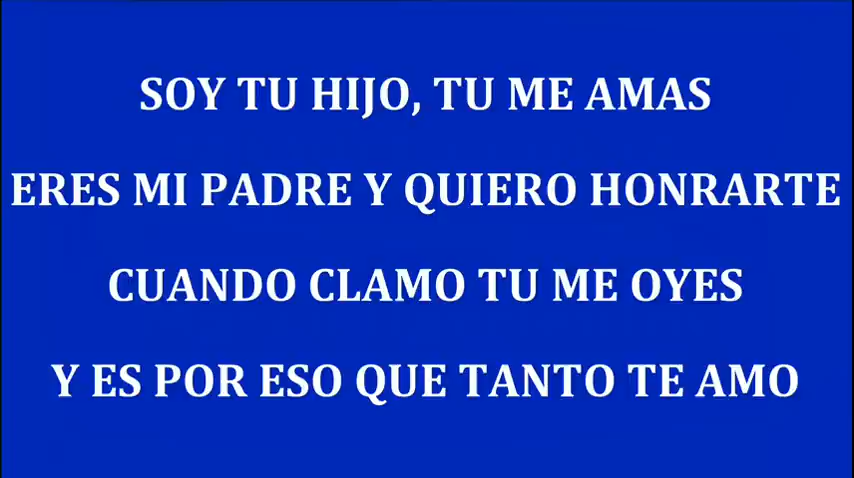 SOY TU HIJO, TU ME AMAS
ERES MI PADRE Y QUIERO HONRARTE
CUANDO CLAMO TU ME OYES
Y ES POR ESO QUE TANTO TE AMO